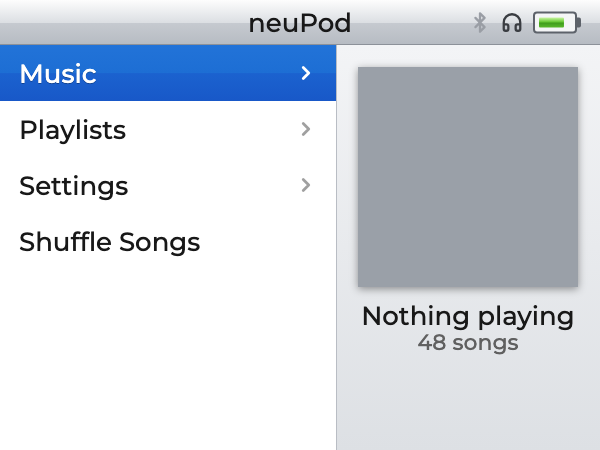 neuPod
Music
Playlists
Settings
Shuffle Songs
Nothing playing
48 songs